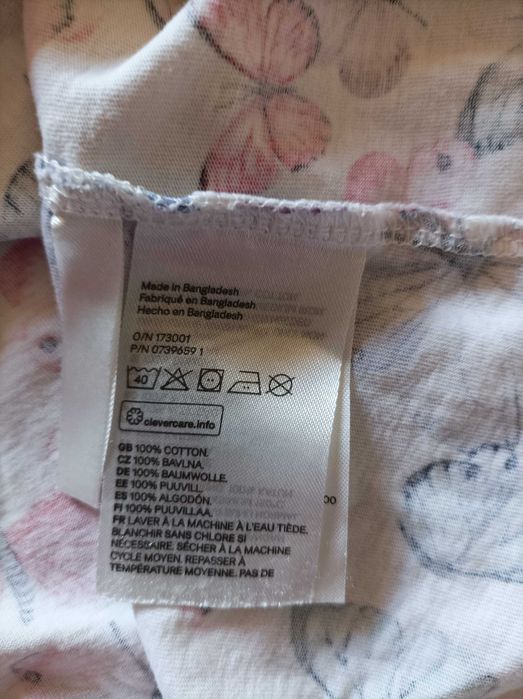 Made in Bangladesh
Fabriqué en Bangladesh
Hecho en Bangladesh
O/N 173001
P/N 0739659 1
40
clevercare.info
GB 100% COTTON.
CZ 100% BAVLNA.
DE 100% BAUMWOLLE.
EE 100% PUUVILL.
ES 100% ALGODÓN.
FI 100% PUUVILLAA.
FR LAVER À LA MACHINE À L'EAU TIÈDE.
BLANCHIR SANS CHLORE SI
NÉCESSAIRE. SÉCHER À LA MACHINE
CYCLE MOYEN. REPASSER À
TEMPÉRATURE MOYENNE. PAS DE